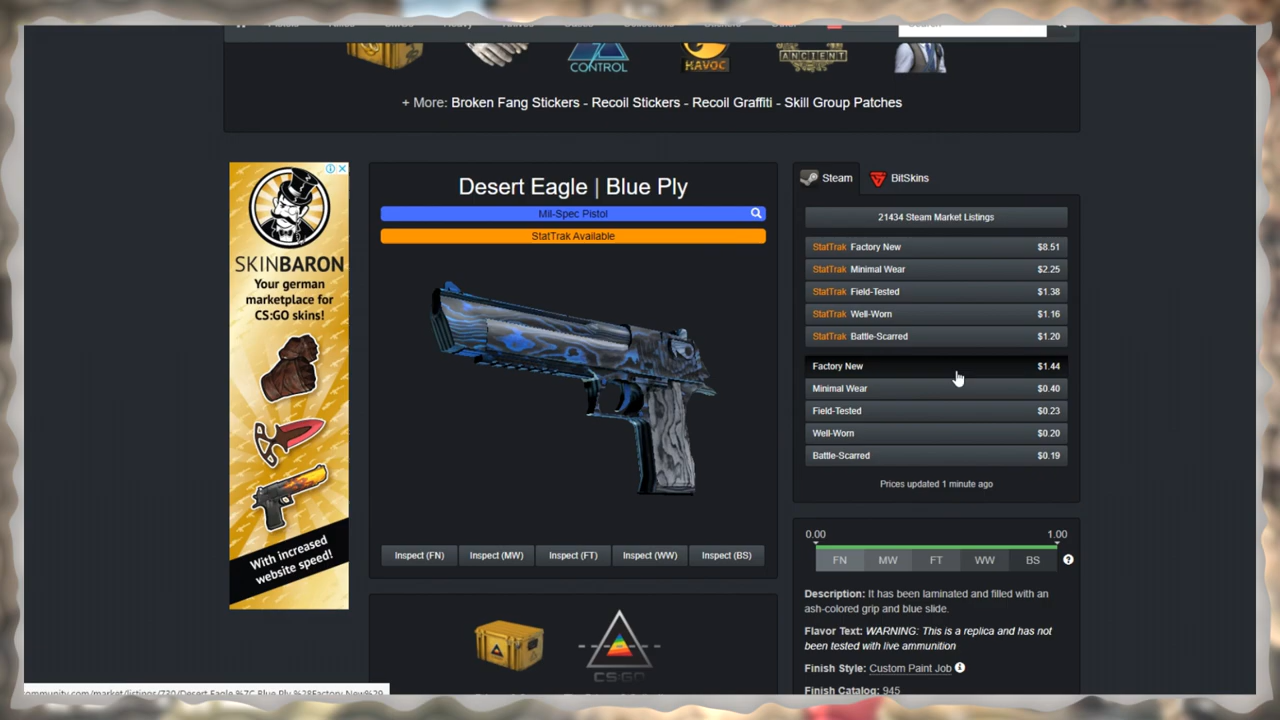 CONTROL
HAVOC
ANCIENT
+ More: Broken Fang Stickers - Recoil Stickers - Recoil Graffiti - Skill Group Patches
SKINBARON
Your german
marketplace for
CS:GO skins!
With increased
website speed!
Desert Eagle | Blue Ply
Mil-Spec Pistol
StatTrak Available
Inspect (FN) Inspect (MW) Inspect (FT) Inspect (WW) Inspect (BS)
CS:GO
Steam BitSkins
21434 Steam Market Listings
StatTrak Factory New $8.51
StatTrak Minimal Wear $2.25
StatTrak Field-Tested $1.38
StatTrak Well-Worn $1.16
StatTrak Battle-Scarred $1.20
Factory New $1.44
Minimal Wear $0.40
Field-Tested $0.23
Well-Worn $0.20
Battle-Scarred $0.19
Prices updated 1 minute ago
0.00 1.00
FN MW FT WW BS
Description: It has been laminated and filled with an
ash-colored grip and blue slide.
Flavor Text: WARNING: This is a replica and has not
been tested with live ammunition
Finish Style: Custom Paint Job
Finish Catalog: 945